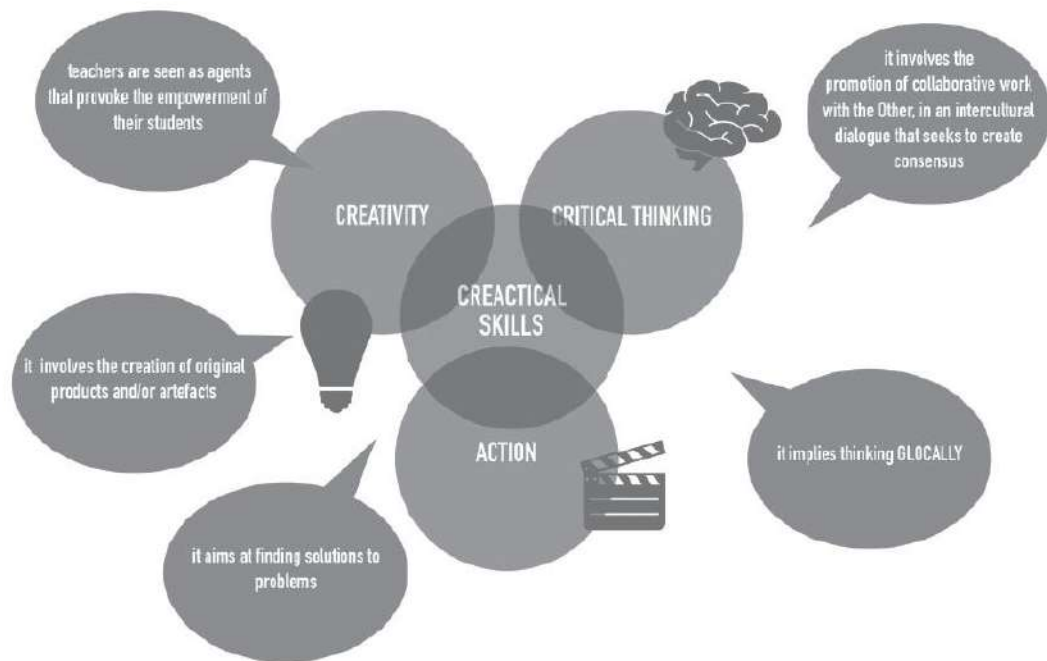 teachers are seen as agents
that provoke the empowerment of
their students
it involves the
promotion of collaborative work
with the Other, in an intercultural
dialogue that seeks to create
consensus
CREATIVITY
CRITICAL THINKING
CREACTICAL
SKILLS
it involves the creation of original
products and/or artefacts
ACTION
it implies thinking GLOCALLY
it aims at finding solutions to
problems